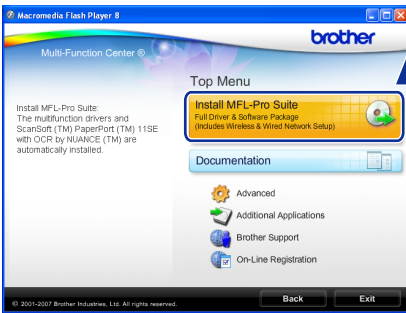 Macromedia Flash Player 8
brother
Multi-Function Center ®
Top Menu
Install MFL-Pro Suite:
The multifunction drivers and
ScanSoft (TM) PaperPort (TM) 11SE
with OCR by NUANCE (TM) are
automatically installed.
Install MFL-Pro Suite
Full Driver & Software Package
(Includes Wireless & Wired Network Setup)
Documentation
Advanced
Additional Applications
Brother Support
On-Line Registration
© 2001-2007 Brother Industries, Ltd. All rights reserved.
Back
Exit